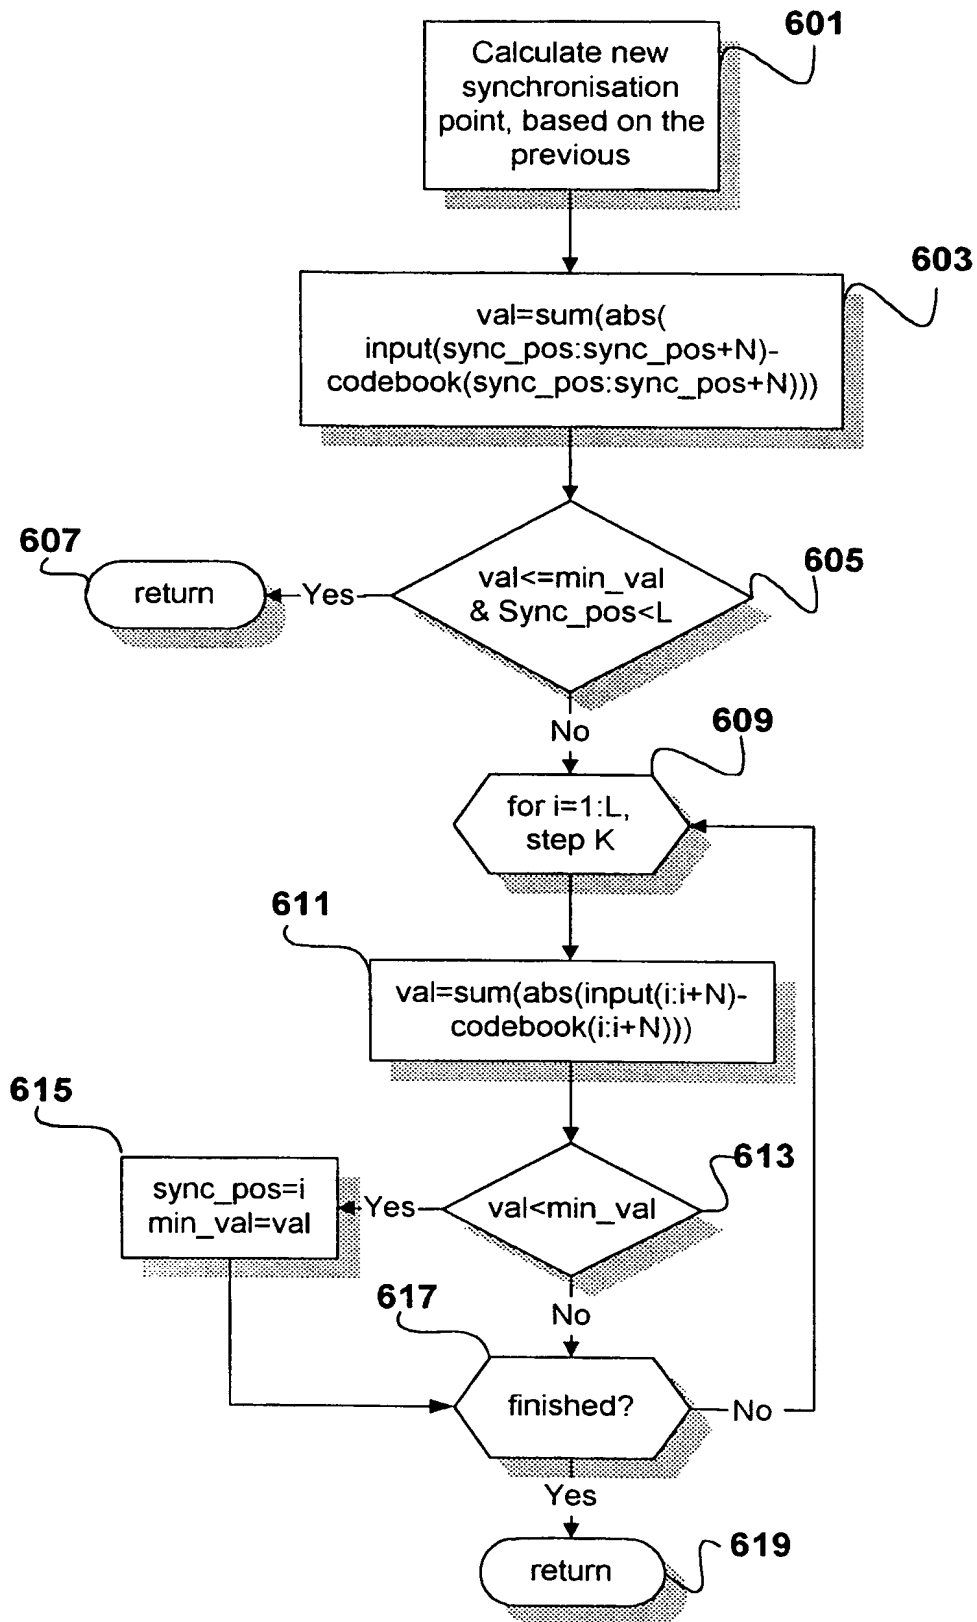 601
Calculate new
synchronisation
point, based on the
previous
603
val=sum(abs(
input(sync_pos:sync_pos+N)-
codebook(sync_pos:sync_pos+N)))
607
return
Yes
val<=min_val
& Sync_pos<L
605
No
609
for i=1:L,
step K
611
val=sum(abs(input(i:i+N)-
codebook(i:i+N)))
615
sync_pos=i
min_val=val
Yes
val<min_val
613
No
617
finished?
No
Yes
return
619